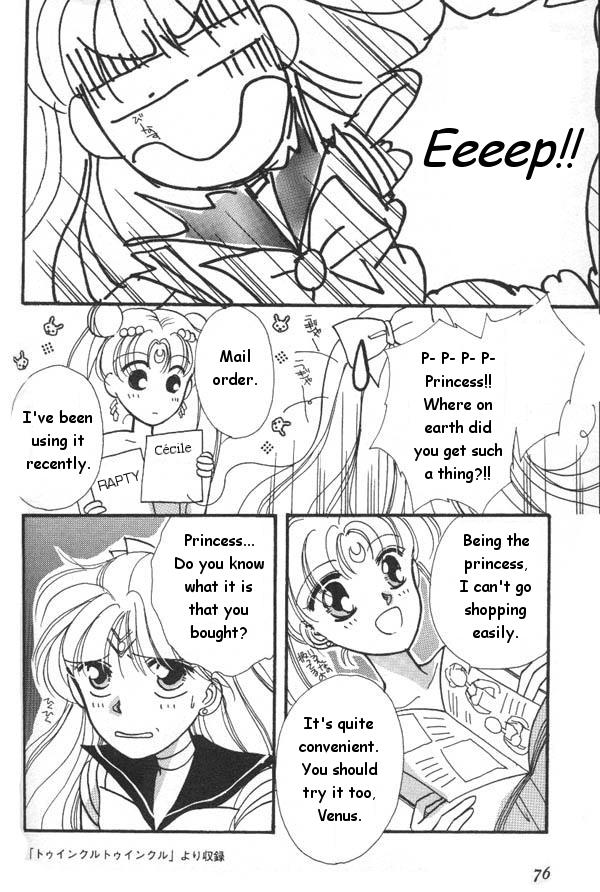 Eeeep!!
P- P- P- P-
Princess!!
Where on
earth did
you get such
a thing?!!
Mail
order.
I've been
using it
recently.
Cécile
RAPTY
Being the
princess,
I can't go
shopping
easily.
It's quite
convenient.
You should
try it too,
Venus.
Princess...
Do you know
what it is
that you
bought?
「トゥインクルトゥインクル」より収録
76